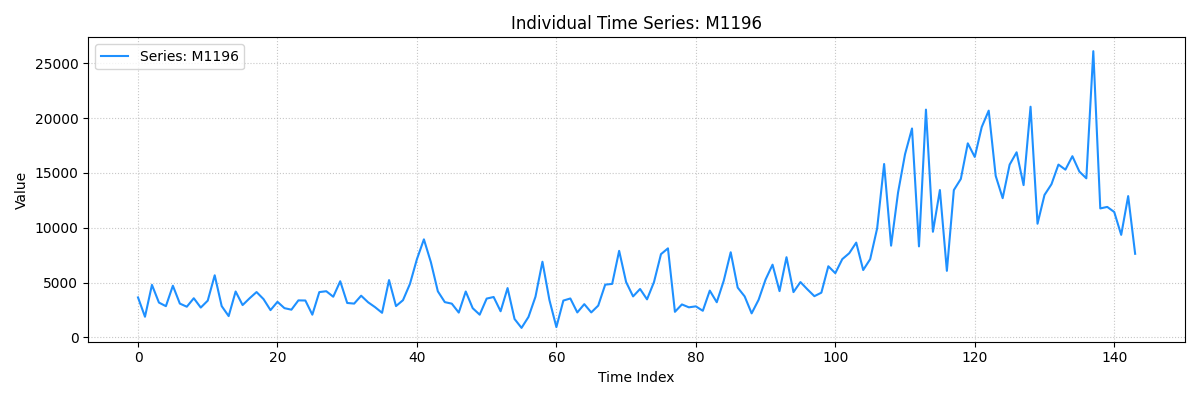 Individual Time Series: M1196
Series: M1196
25000
20000
15000
10000
5000
0
Value
0 20 40 60 80 100 120 140
Time Index